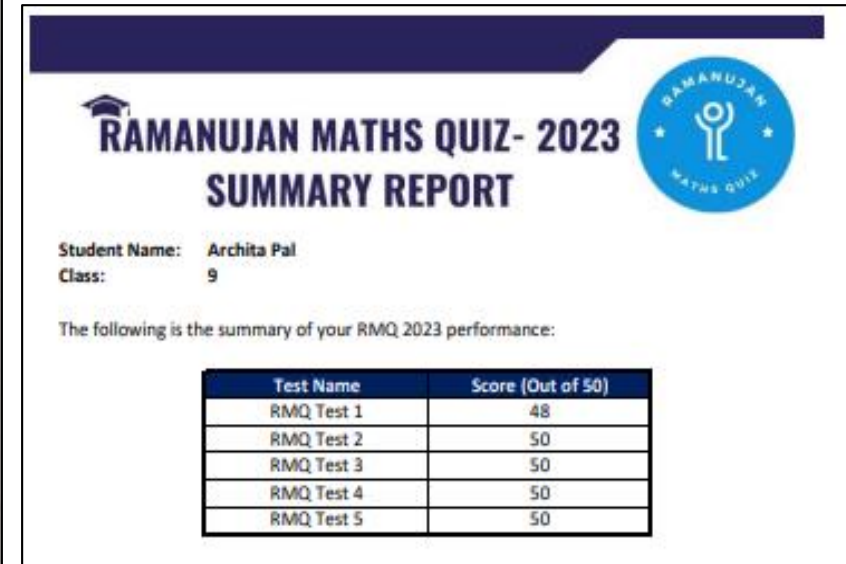 RAMANUJAN MATHS QUIZ- 2023
SUMMARY REPORT
RAMANUJAN
MATHS QUIZ
Student Name: Archita Pal
Class: 9
The following is the summary of your RMQ 2023 performance:
Test Name Score (Out of 50)
RMQ Test 1 48
RMQ Test 2 50
RMQ Test 3 50
RMQ Test 4 50
RMQ Test 5 50